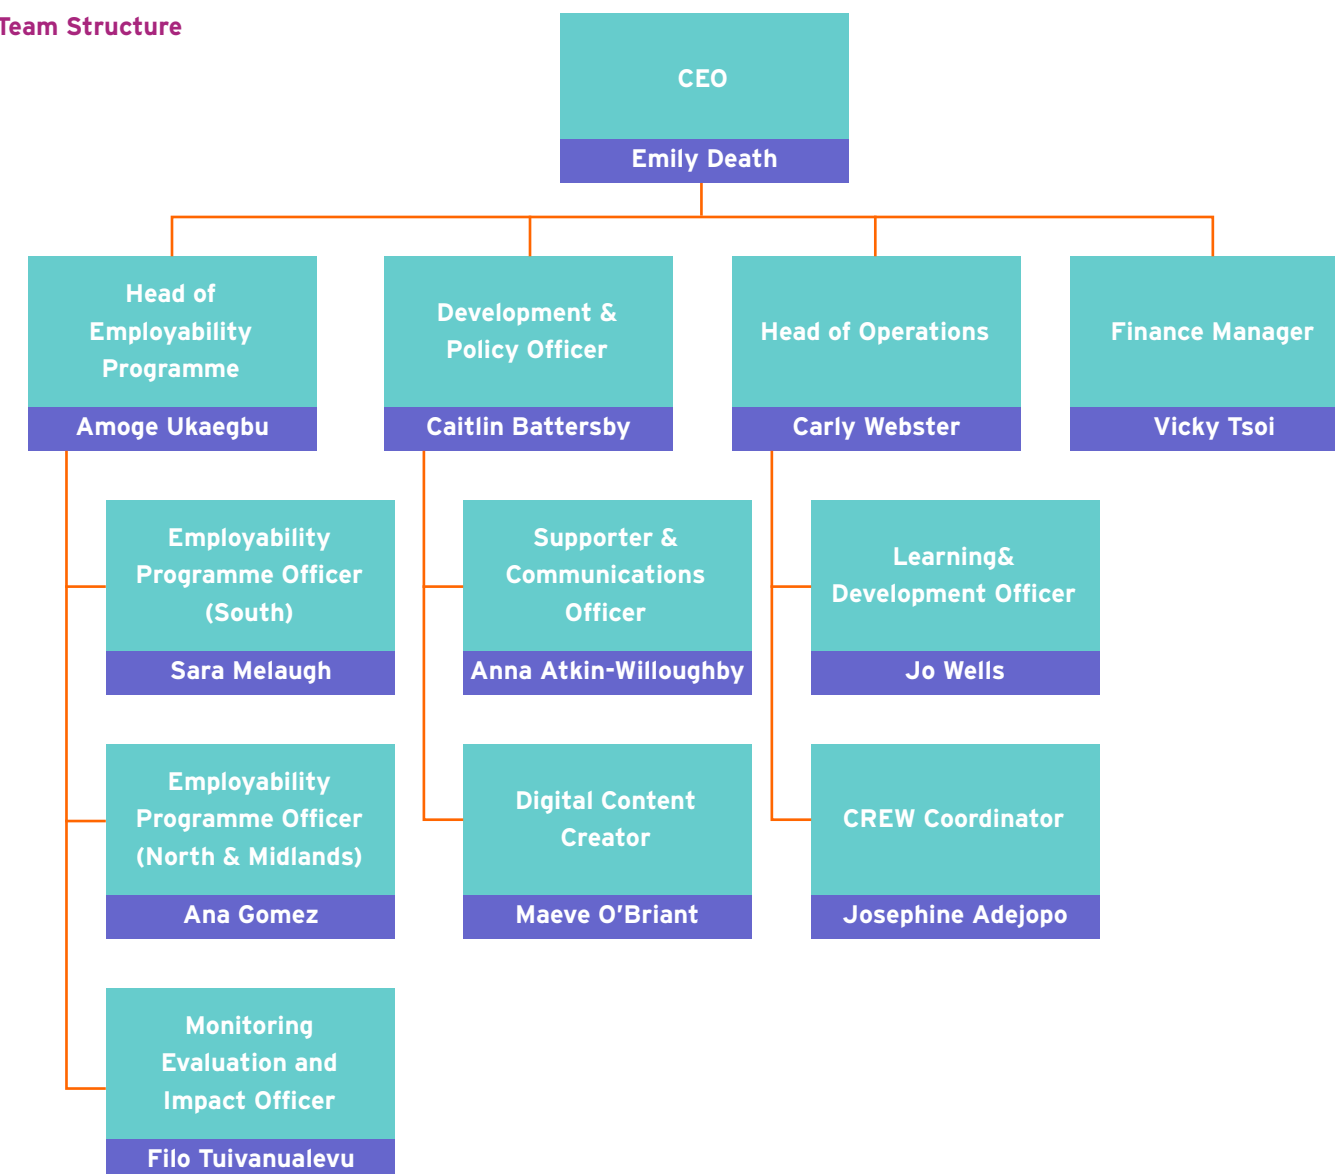 Team Structure
CEO
Emily Death
Head of
Employability
Programme
Amoge Ukaegbu
Development &
Policy Officer
Caitlin Battersby
Head of Operations
Carly Webster
Finance Manager
Vicky Tsoi
Employability
Programme Officer
(South)
Sara Melaugh
Supporter &
Communications
Officer
Anna Atkin-Willoughby
Learning&
Development Officer
Jo Wells
Employability
Programme Officer
(North & Midlands)
Ana Gomez
Digital Content
Creator
Maeve O’Briant
CREW Coordinator
Josephine Adejopo
Monitoring
Evaluation and
Impact Officer
Filo Tuivanualevu